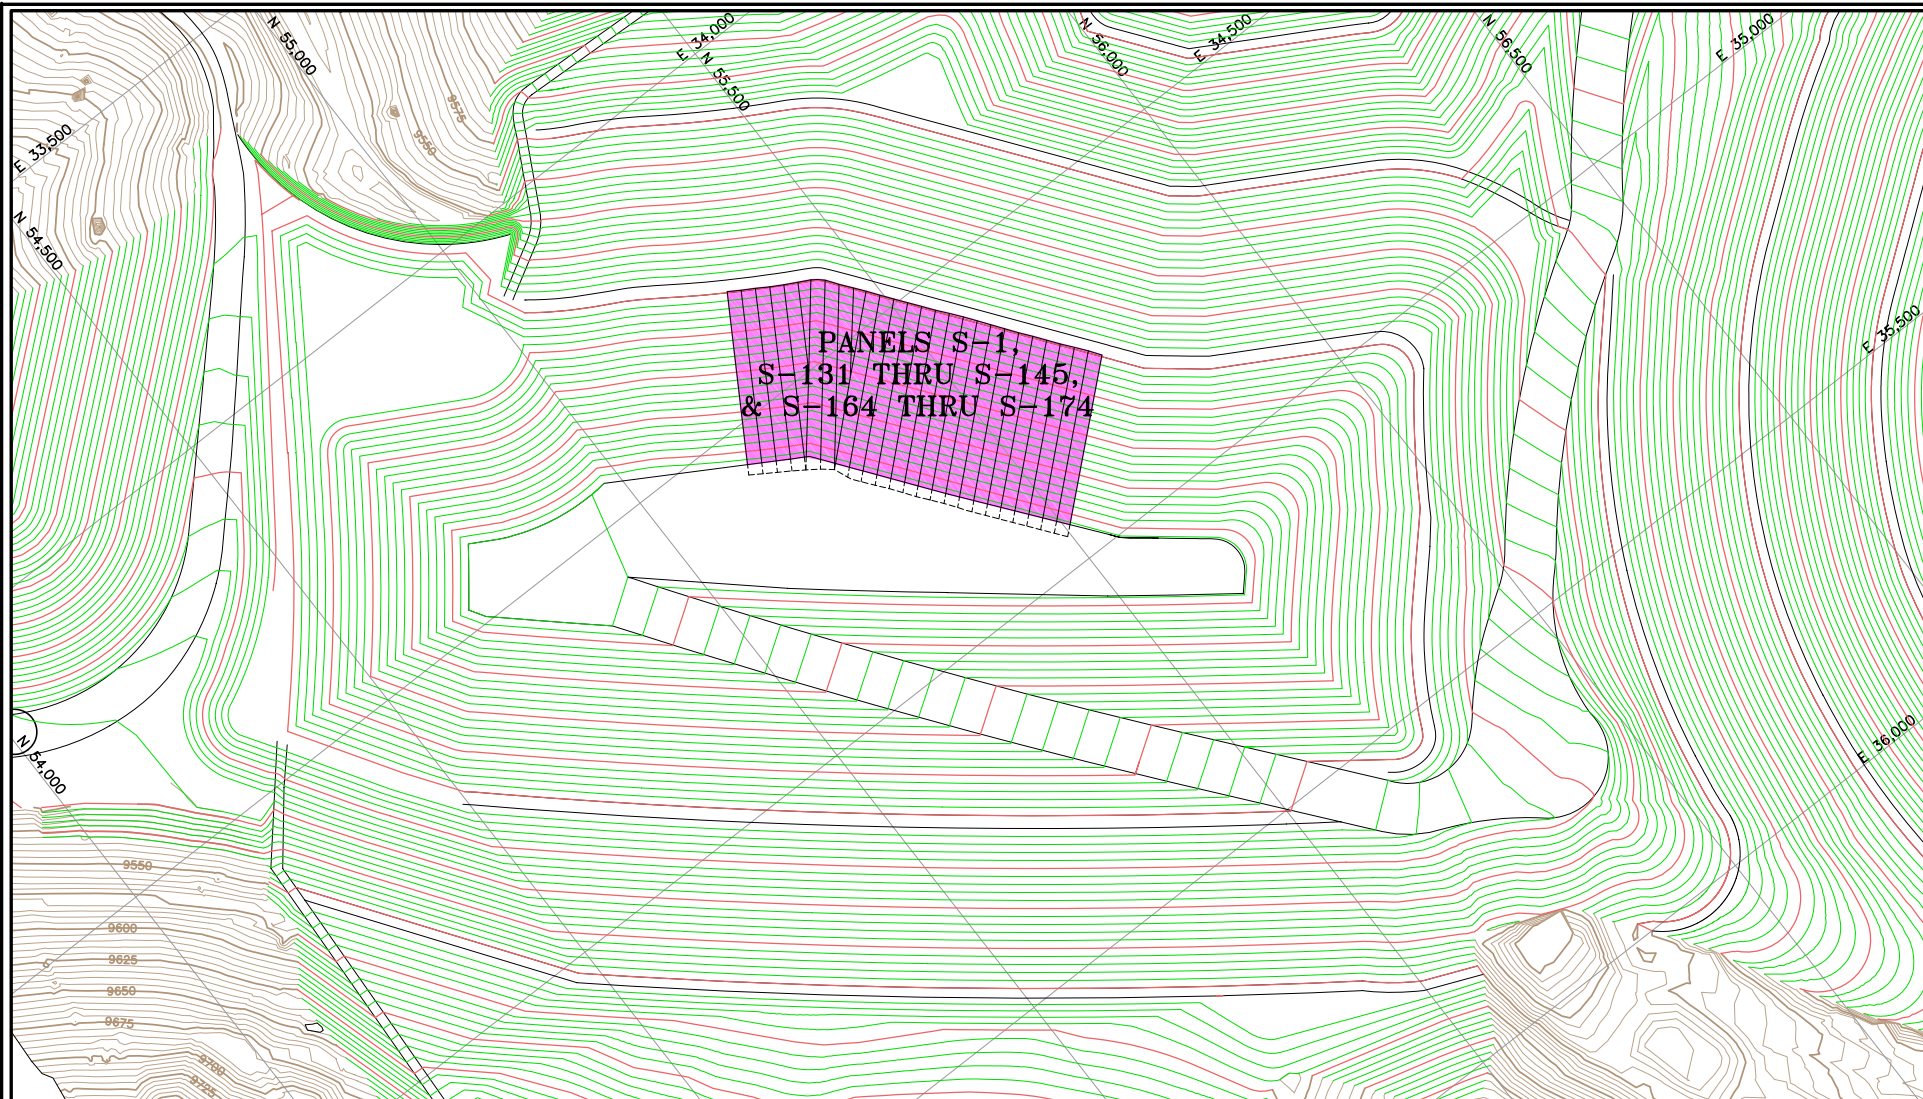 N 55,000
E 34,000
N 55,500
N 56,000
E 34,500
N 56,500
E 35,000
E 33,500
9575
9550
N 54,500
E 35,500
PANELS S-1,
S-131 THRU S-145,
& S-164 THRU S-174
N 54,000
E 36,000
9550
9600
9625
9650
9675
9700
9725